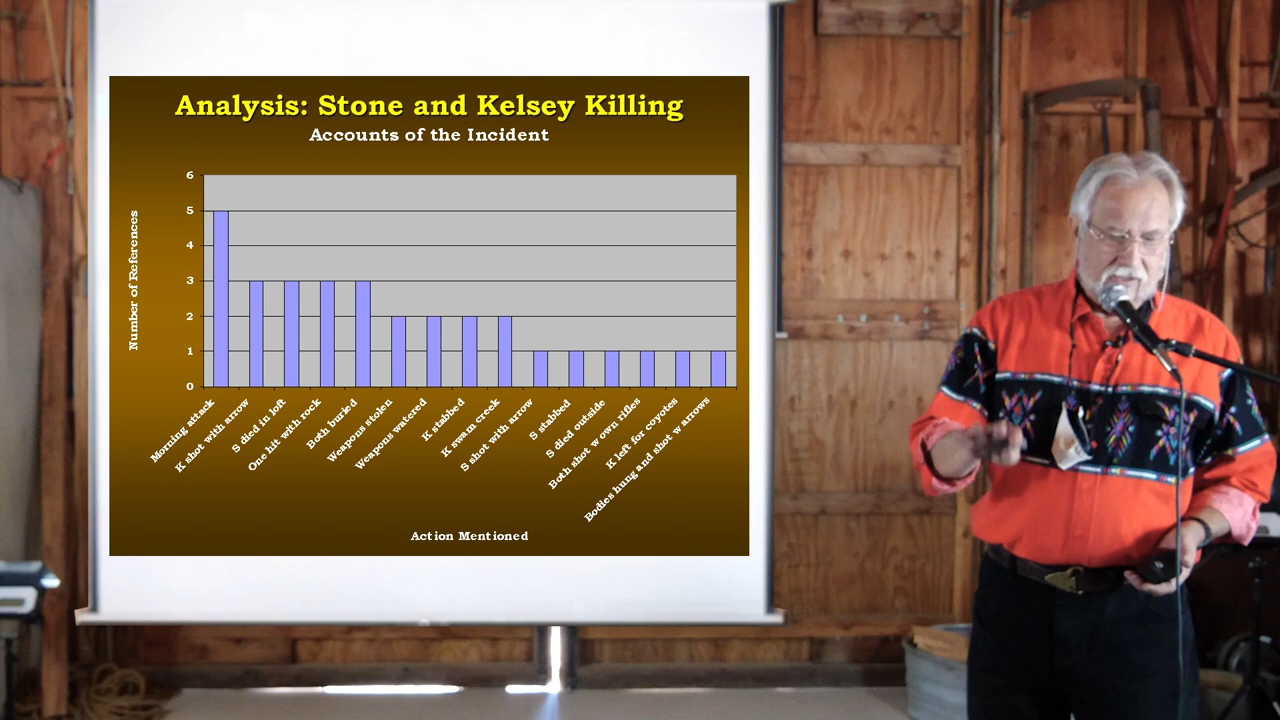 Analysis: Stone and Kelsey Killing
Accounts of the Incident
Number of References
6
5
4
3
2
1
0
Morning attack
K shot with arrow
S died in loft
One hit with rock
Both buried
Weapons stolen
Weapons watered
K stabbed
K swam creek
S shot with arrow
S stabbed
S died outside
Both shot w own rifles
K left for coyotes
Bodies hung and shot w arrows
Action Mentioned